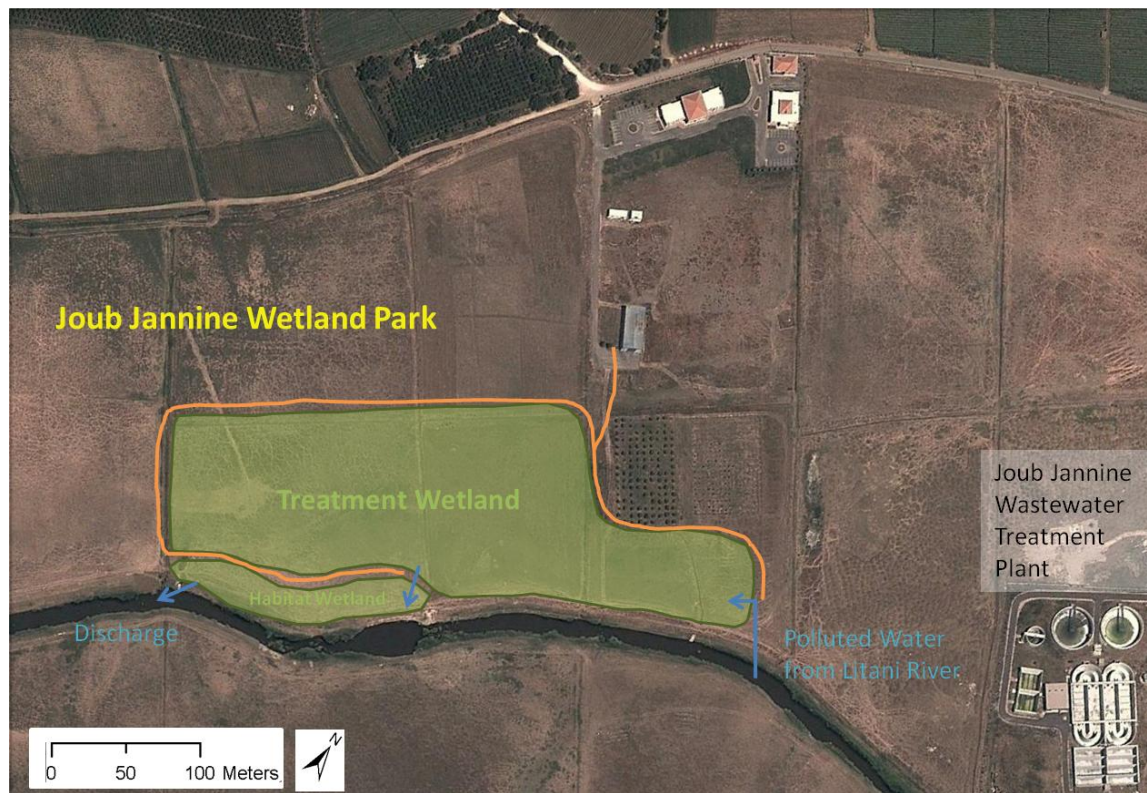 Joub Jannine Wetland Park
Treatment Wetland
Joub Jannine
Wastewater
Treatment
Plant
Habitat Wetland
Discharge
Polluted Water
from Litani River
0 50 100 Meters
N